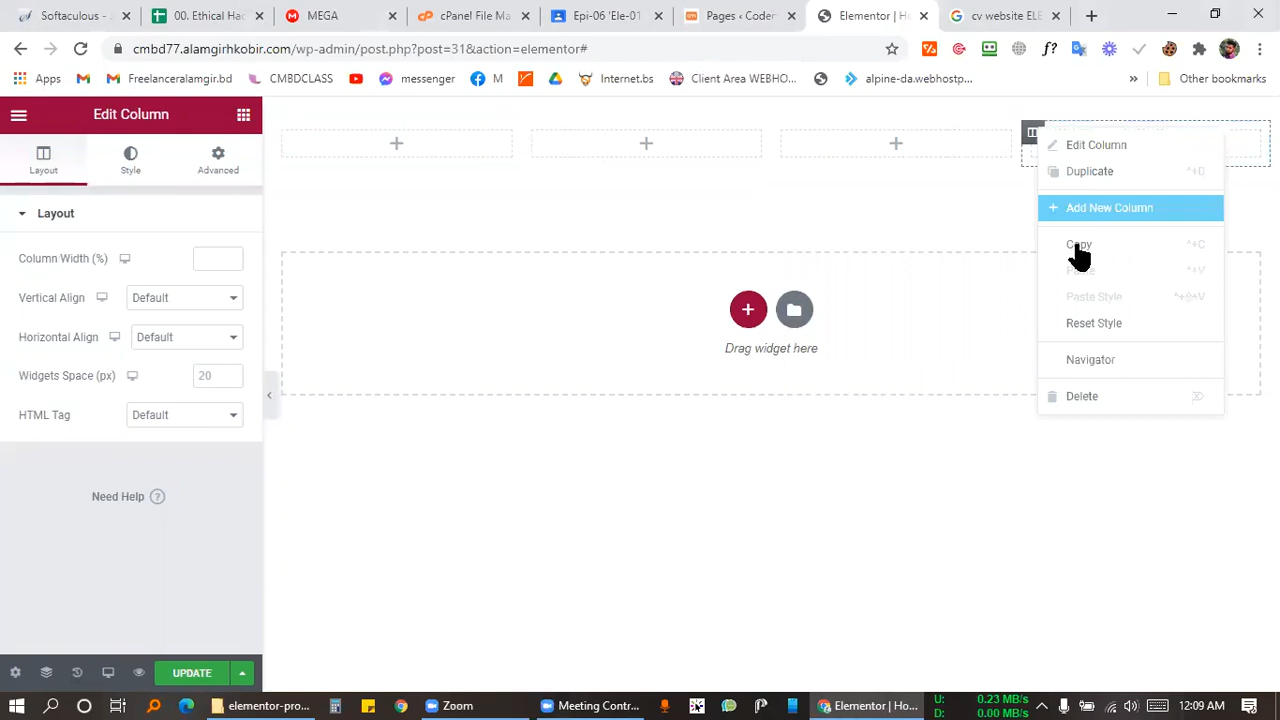 Softaculous -
00. Ethical Hac
MEGA
cPanel File Ma
Epi-06 'Ele-01
Pages ‹ Coder
Elementor | H
cv website ELE
cmbd77.alamgirhkobir.com/wp-admin/post.php?post=31&action=elementor#
Apps
Freelanceralamgir.bd
CMBDCLASS
messenger
M
Internet.bs
Client Area WEBHO...
alpine-da.webhostp...
»
Other bookmarks
Edit Column
Layout
Style
Advanced
Layout
Column Width (%)
Vertical Align
Default
Horizontal Align
Default
Widgets Space (px)
20
HTML Tag
Default
Need Help ?
UPDATE
Drag widget here
Edit Column
Duplicate ^+D
+ Add New Column
Copy ^+C
Paste ^+V
Paste Style ^+⇧+V
Reset Style
Navigator
Delete
elementor-pro...
Zoom
Meeting Contr...
Elementor | Ho...
U: 0.23 MB/s
D: 0.00 MB/s
12:09 AM